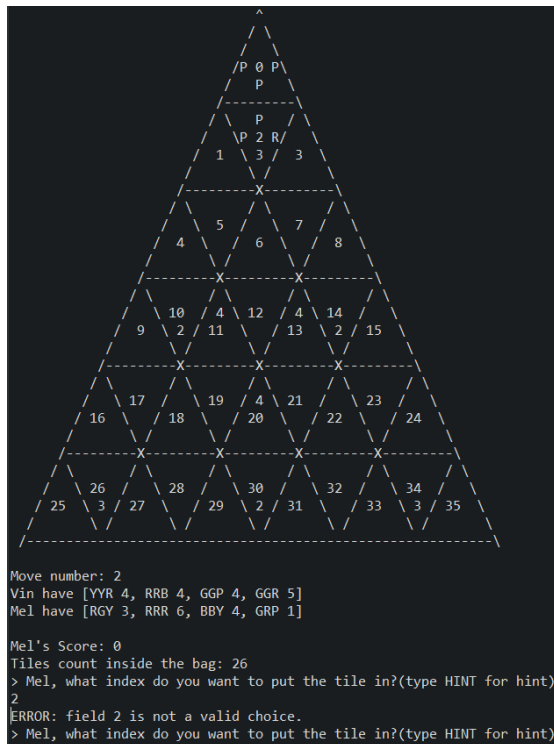 ^
/ \
/   \
/P 0 P\
/   P   \
/---------\
/ \   P   / \
/   \P 2 R/   \
/  1  \ 3 /  3  \
/       \ /       \
/---------X---------\
/ \       / \       / \
/   \  5  /   \  7  /   \
/  4  \   /  6  \   /  8  \
/       \ /       \ /       \
/---------X---------X---------\
/ \       / \       / \       / \
/   \ 10  / 4 \ 12  / 4 \ 14  /   \
/  9  \ 2 / 11  \   / 13  \ 2 / 15  \
/       \ /       \ /       \ /       \
/---------X---------X---------X---------\
/ \       / \       / \       / \
/   \ 17  /   \ 19  / 4 \ 21  /   \ 23  /   \
/ 16  \   / 18  \   / 20  \   / 22  \   / 24  \
/       \ /       \ /       \ /       \ /       \
/---------X---------X---------X---------X---------\
/ \       / \       / \       / \       / \       / \
/   \ 26  /   \ 28  /   \ 30  /   \ 32  /   \ 34  /   \
/ 25  \ 3 / 27  \   / 29  \ 2 / 31  \   / 33  \ 3 / 35  \
/       \ /       \ /       \ /       \ /       \ /       \
/-----------------------------------------------------------\
Move number: 2
Vin have [YYR 4, RRB 4, GGP 4, GGR 5]
Mel have [RGY 3, RRR 6, BBY 4, GRP 1]
Mel's Score: 0
Tiles count inside the bag: 26
> Mel, what index do you want to put the tile in?(type HINT for hint)
2
ERROR: field 2 is not a valid choice.
> Mel, what index do you want to put the tile in?(type HINT for hint)